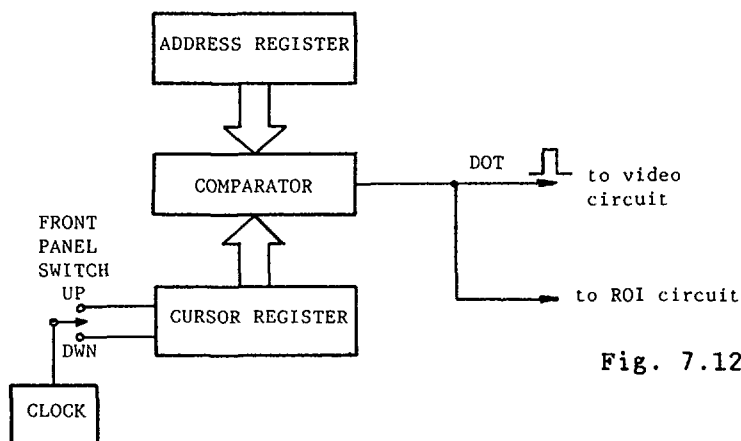 ADDRESS REGISTER
COMPARATOR
DOT
to video
circuit
FRONT
PANEL
SWITCH
UP
DWN
CURSOR REGISTER
to ROI circuit
CLOCK
Fig. 7.12